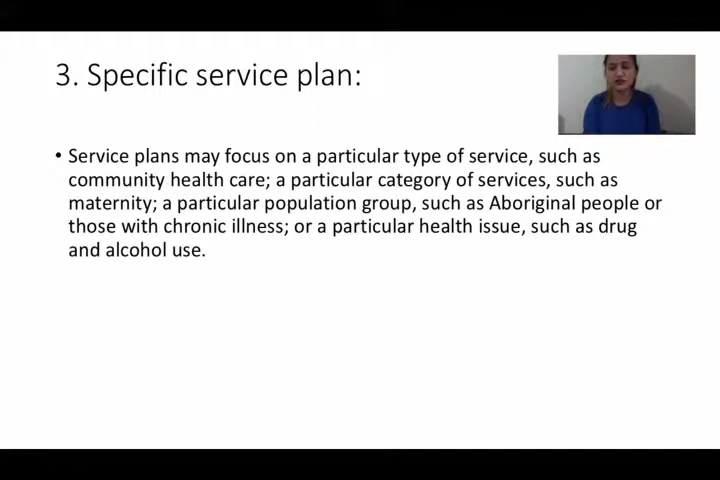 3. Specific service plan:
• Service plans may focus on a particular type of service, such as
community health care; a particular category of services, such as
maternity; a particular population group, such as Aboriginal people or
those with chronic illness; or a particular health issue, such as drug
and alcohol use.